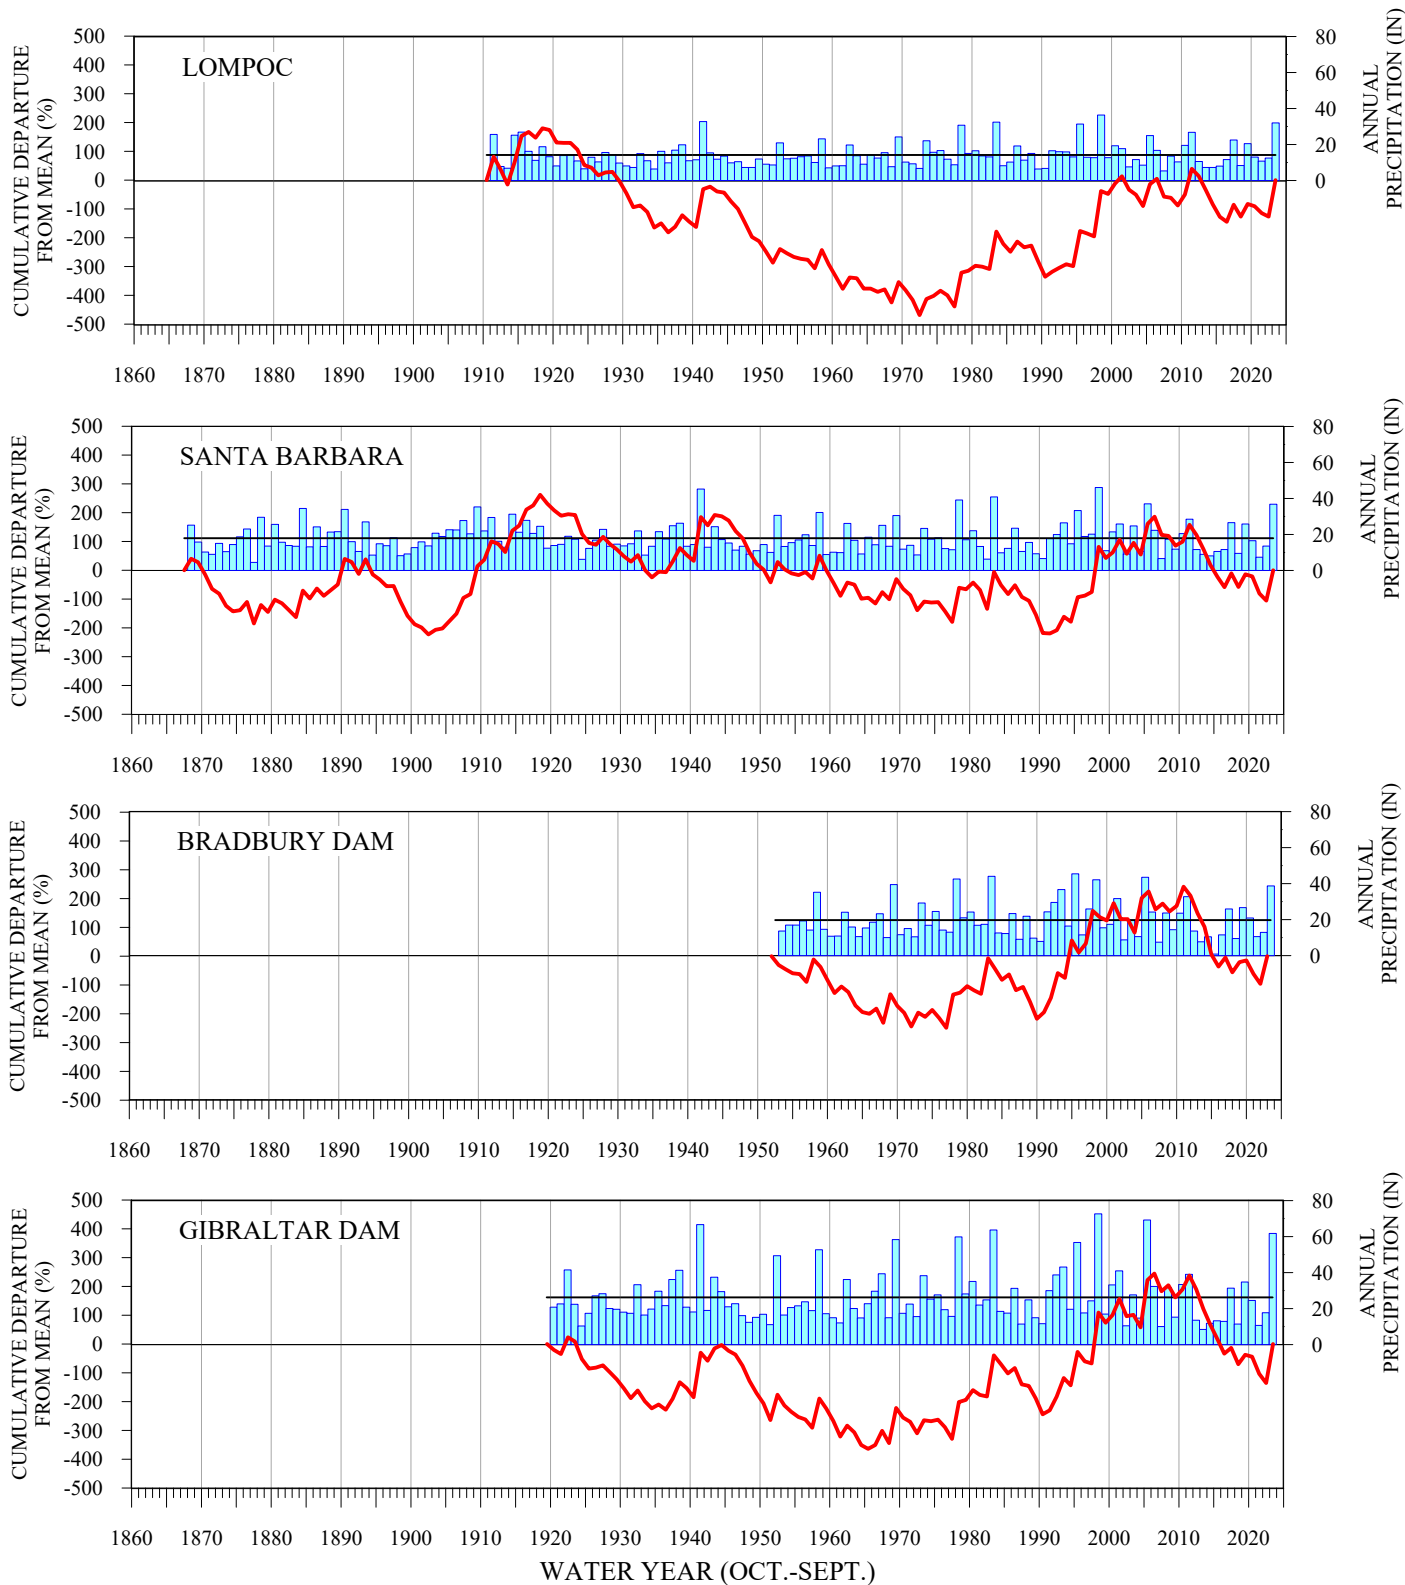 LOMPOC
CUMULATIVE DEPARTURE
FROM MEAN (%)
500
400
300
200
100
0
-100
-200
-300
-400
-500
80
60
40
20
0
ANNUAL
PRECIPITATION (IN)
1860 1870 1880 1890 1900 1910 1920 1930 1940 1950 1960 1970 1980 1990 2000 2010 2020
SANTA BARBARA
CUMULATIVE DEPARTURE
FROM MEAN (%)
500
400
300
200
100
0
-100
-200
-300
-400
-500
80
60
40
20
0
ANNUAL
PRECIPITATION (IN)
1860 1870 1880 1890 1900 1910 1920 1930 1940 1950 1960 1970 1980 1990 2000 2010 2020
BRADBURY DAM
CUMULATIVE DEPARTURE
FROM MEAN (%)
500
400
300
200
100
0
-100
-200
-300
-400
-500
80
60
40
20
0
ANNUAL
PRECIPITATION (IN)
1860 1870 1880 1890 1900 1910 1920 1930 1940 1950 1960 1970 1980 1990 2000 2010 2020
GIBRALTAR DAM
CUMULATIVE DEPARTURE
FROM MEAN (%)
500
400
300
200
100
0
-100
-200
-300
-400
-500
80
60
40
20
0
ANNUAL
PRECIPITATION (IN)
1860 1870 1880 1890 1900 1910 1920 1930 1940 1950 1960 1970 1980 1990 2000 2010 2020
WATER YEAR (OCT.-SEPT.)